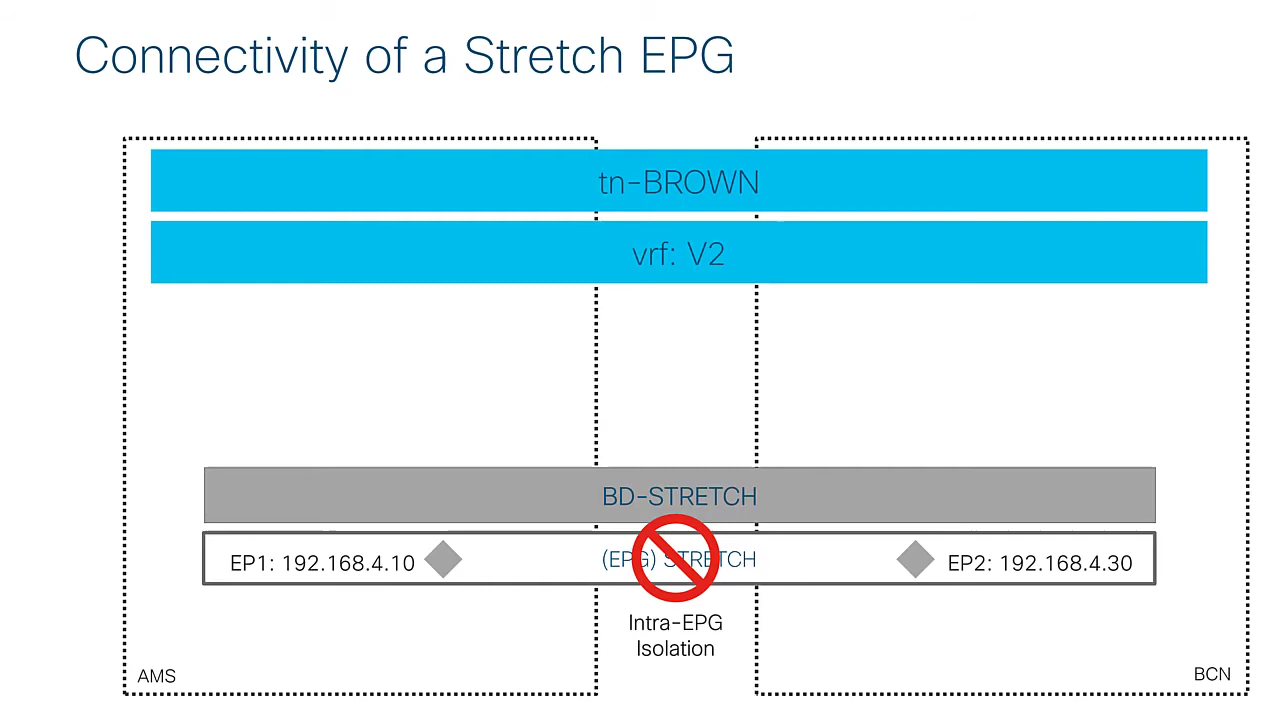 Connectivity of a Stretch EPG
tn-BROWN
vrf: V2
BD-STRETCH
EP1: 192.168.4.10
(EPG) STRETCH
EP2: 192.168.4.30
Intra-EPG
Isolation
AMS
BCN